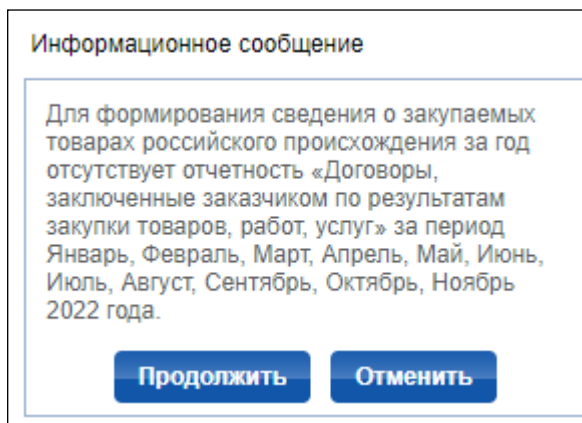 Информационное сообщение
Для формирования сведения о закупаемых
товарах российского происхождения за год
отсутствует отчетность «Договоры,
заключенные заказчиком по результатам
закупки товаров, работ, услуг» за период
Январь, Февраль, Март, Апрель, Май, Июнь,
Июль, Август, Сентябрь, Октябрь, Ноябрь
2022 года.
Продолжить Отменить